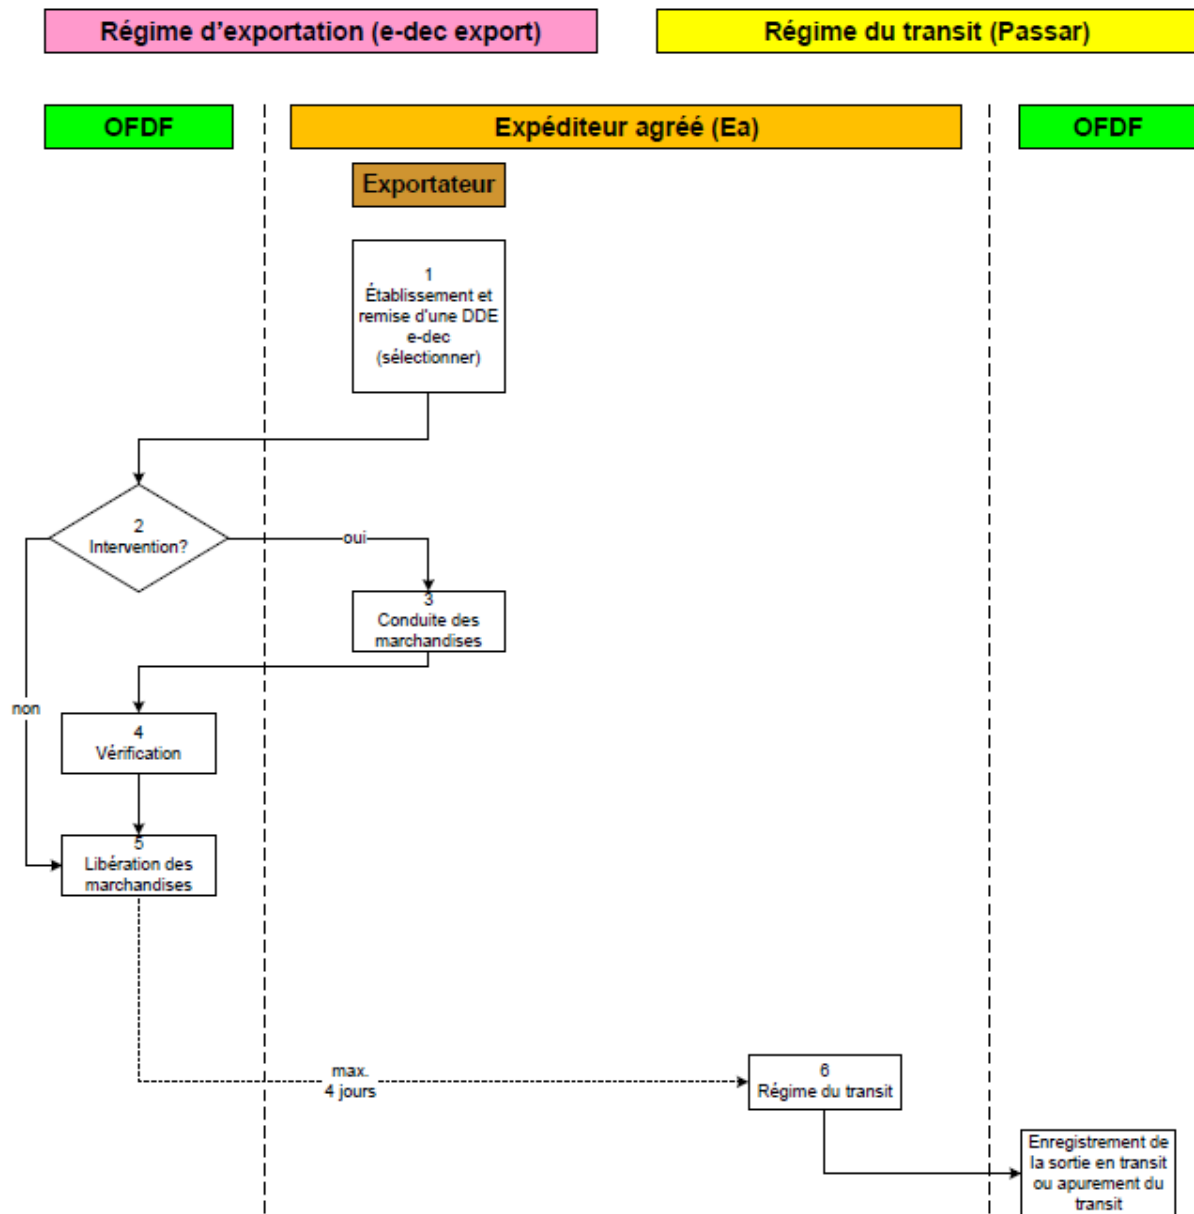 Régime d'exportation (e-dec export)
Régime du transit (Passar)
OFDF
Expéditeur agréé (Ea)
OFDF
Exportateur
1
Établissement et
remise d'une DDE
e-dec
(sélectionner)
2
Intervention?
oui
3
Conduite des
marchandises
non
4
Vérification
5
Libération des
marchandises
max.
4 jours
6
Régime du transit
Enregistrement de
la sortie en transit
ou apurement du
transit